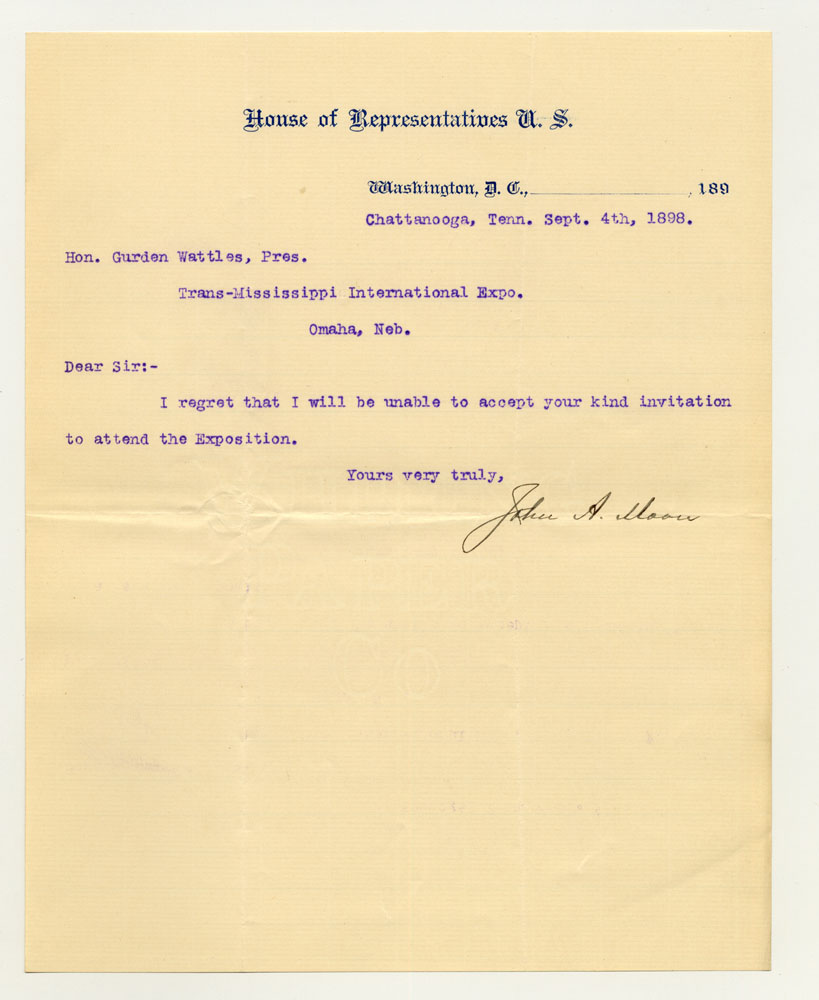 House of Representatives U. S.
Washington, D. C., , 189
Chattanooga, Tenn. Sept. 4th, 1898.
Hon. Gurden Wattles, Pres.
Trans-Mississippi International Expo.
Omaha, Neb.
Dear Sir:-
I regret that I will be unable to accept your kind invitation
to attend the Exposition.
Yours very truly,
John A. Moon